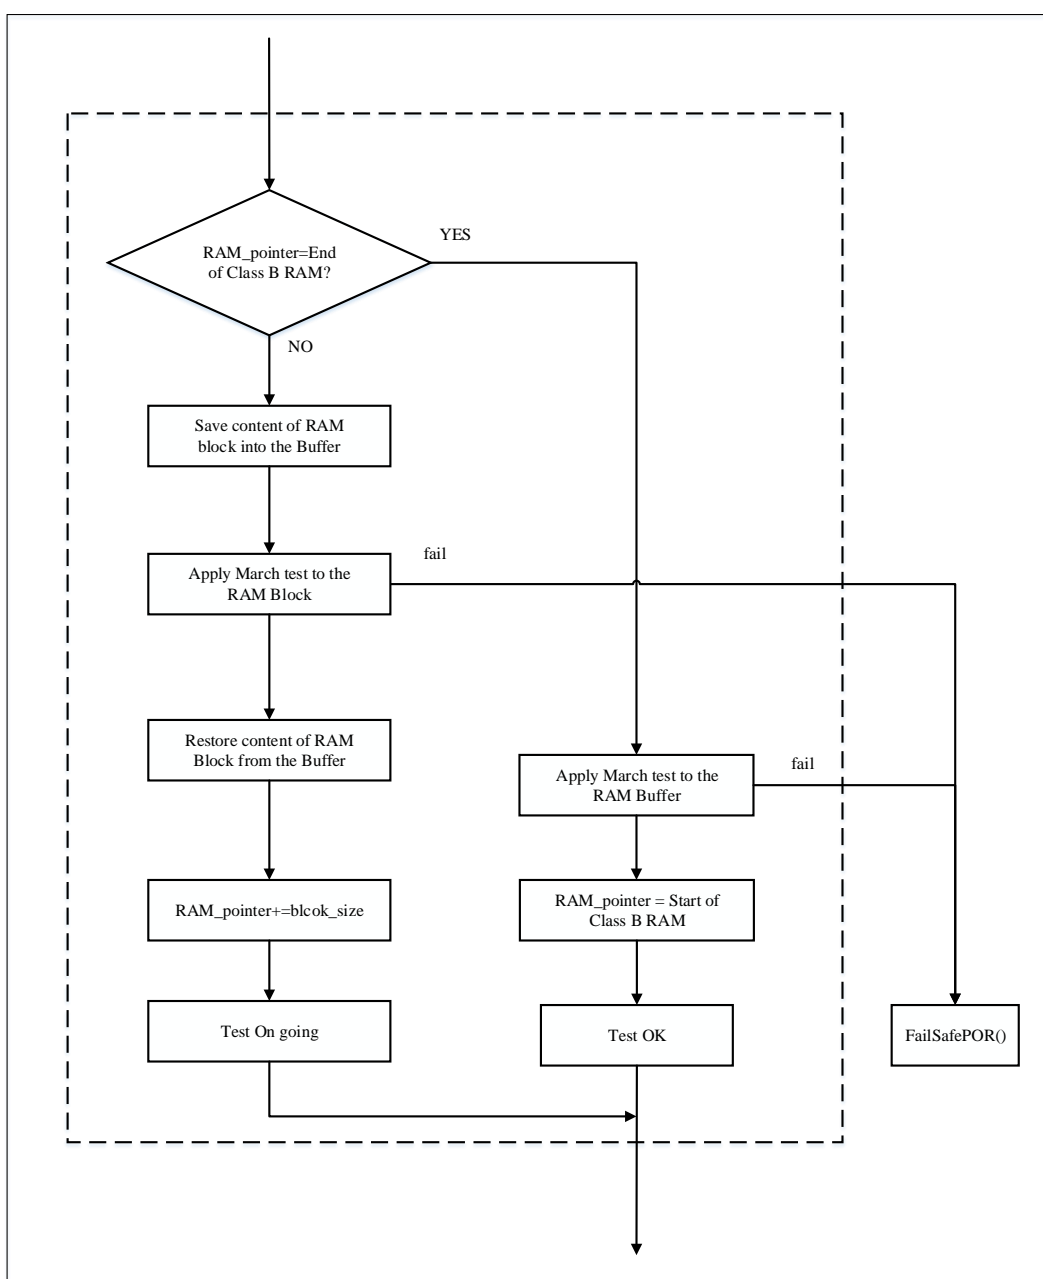 YES
RAM_pointer=End
of Class B RAM?
NO
Save content of RAM
block into the Buffer
fail
Apply March test to the
RAM Block
Restore content of RAM
Block from the Buffer
fail
Apply March test to the
RAM Buffer
RAM_pointer+=blcok_size
RAM_pointer = Start of
Class B RAM
Test On going
Test OK
FailSafePOR()